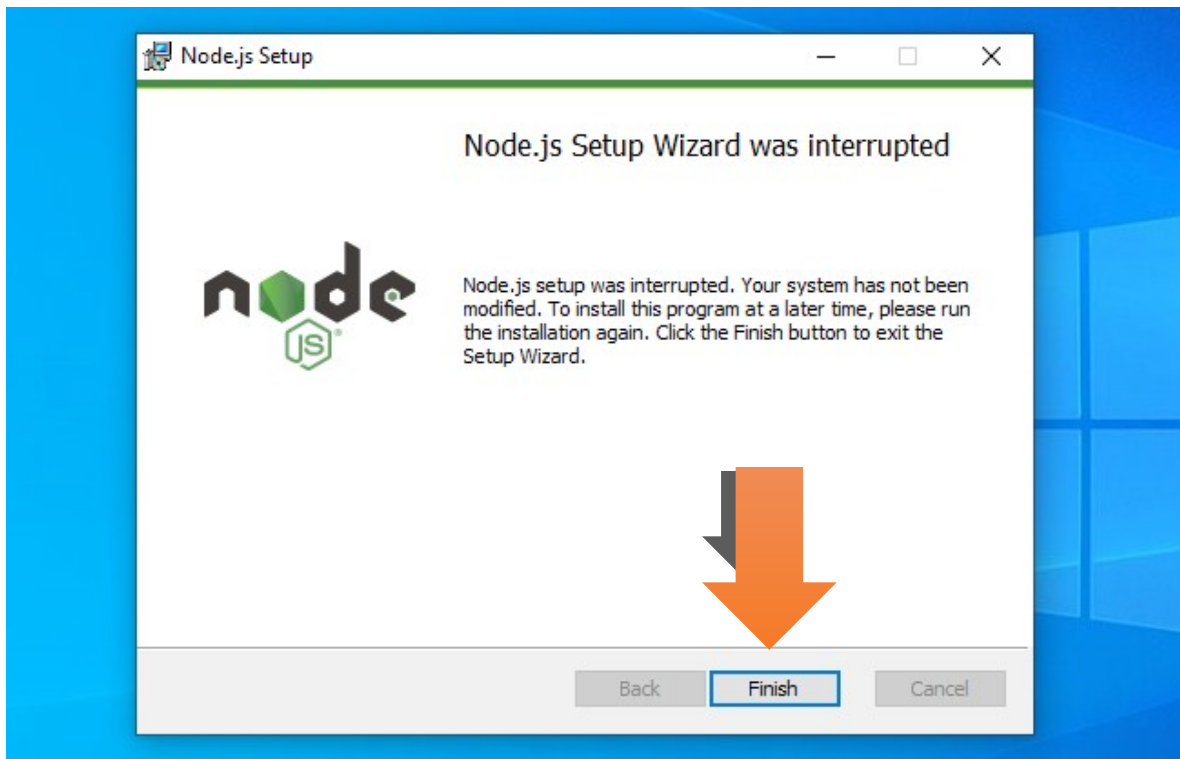 Node.js Setup
Node.js Setup Wizard was interrupted
node
JS
Node.js setup was interrupted. Your system has not been
modified. To install this program at a later time, please run
the installation again. Click the Finish button to exit the
Setup Wizard.
Back
Finish
Cancel